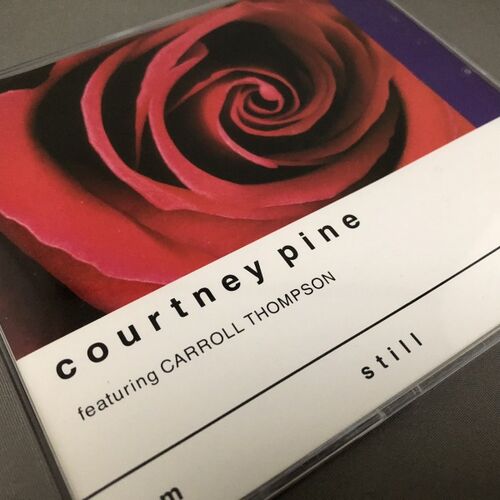 courtney pine
featuring CARROLL THOMPSON
still
m